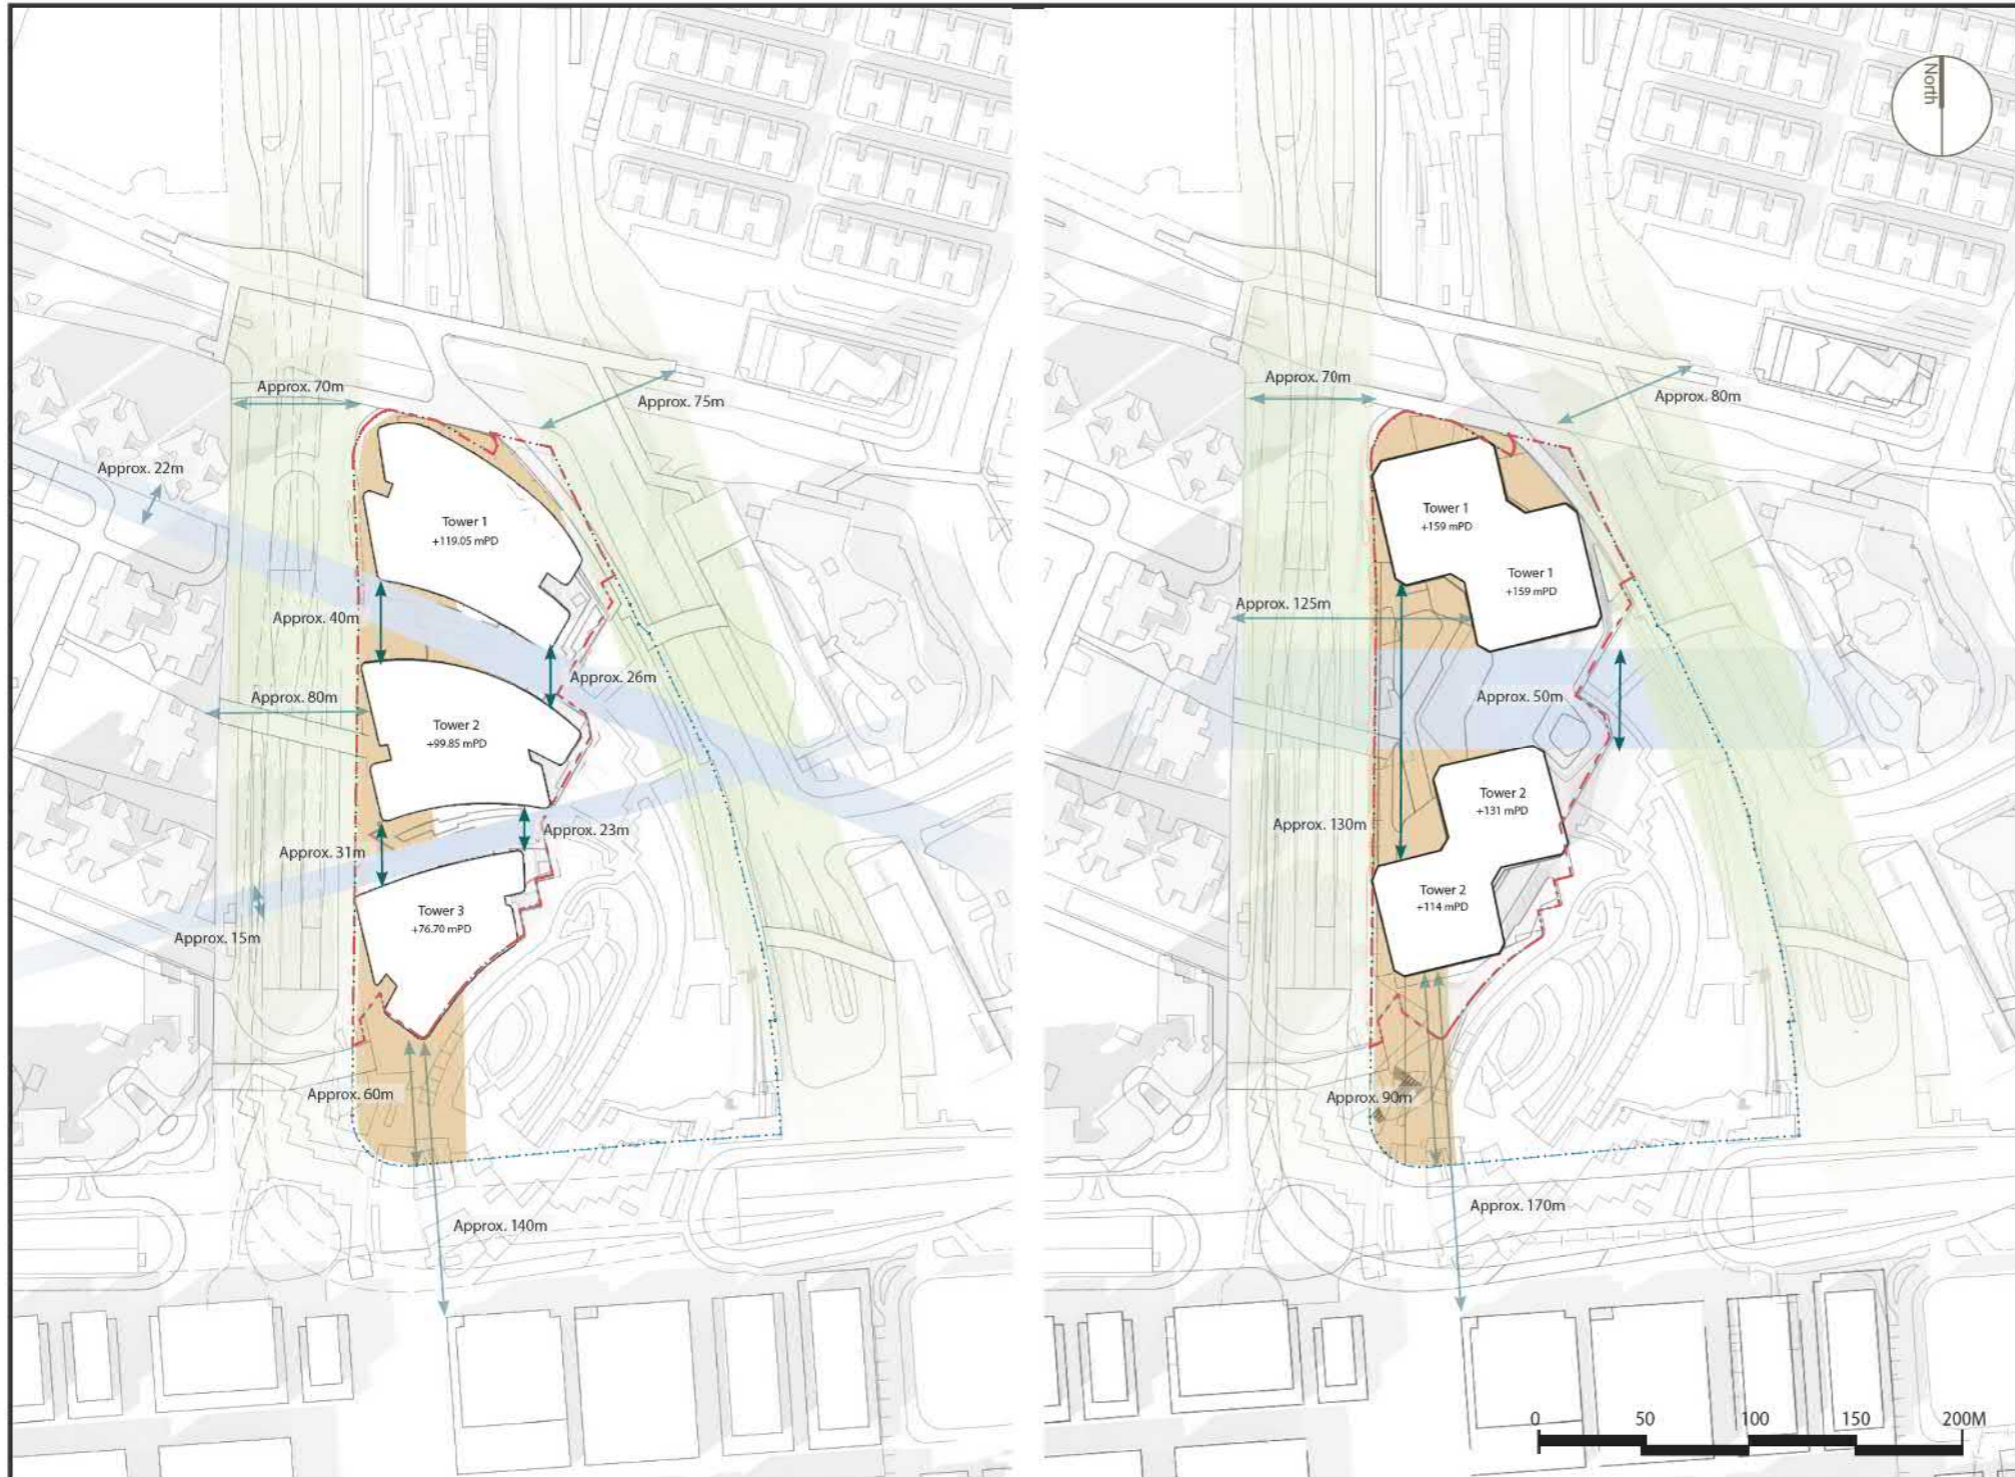 North
Approx. 70m
Approx. 75m
Approx. 22m
Tower 1
+119.05 mPD
Approx. 40m
Approx. 26m
Approx. 80m
Tower 2
+99.85 mPD
Approx. 23m
Approx. 31m
Tower 3
+76.70 mPD
Approx. 15m
Approx. 60m
Approx. 140m
Approx. 70m
Approx. 80m
Tower 1
+159 mPD
Tower 1
+159 mPD
Approx. 125m
Approx. 50m
Tower 2
+131 mPD
Approx. 130m
Tower 2
+114 mPD
Approx. 90m
Approx. 170m
0 50 100 150 200M